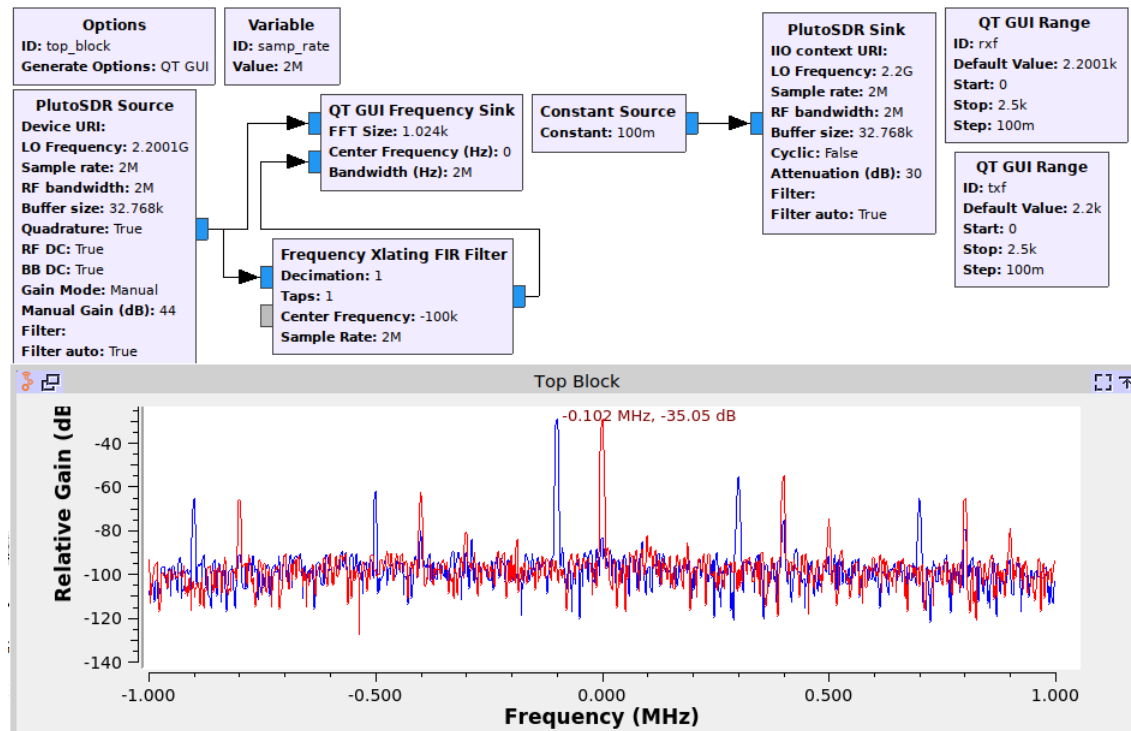 Options
ID: top_block
Generate Options: QT GUI
Variable
ID: samp_rate
Value: 2M
PlutoSDR Source
Device URI:
LO Frequency: 2.2001G
Sample rate: 2M
RF bandwidth: 2M
Buffer size: 32.768k
Quadrature: True
RF DC: True
BB DC: True
Gain Mode: Manual
Manual Gain (dB): 44
Filter:
Filter auto: True
QT GUI Frequency Sink
FFT Size: 1.024k
Center Frequency (Hz): 0
Bandwidth (Hz): 2M
Frequency Xlating FIR Filter
Decimation: 1
Taps: 1
Center Frequency: -100k
Sample Rate: 2M
Constant Source
Constant: 100m
PlutoSDR Sink
IIO context URI:
LO Frequency: 2.2G
Sample rate: 2M
RF bandwidth: 2M
Buffer size: 32.768k
Cyclic: False
Attenuation (dB): 30
Filter:
Filter auto: True
QT GUI Range
ID: rxf
Default Value: 2.2001k
Start: 0
Stop: 2.5k
Step: 100m
QT GUI Range
ID: txf
Default Value: 2.2k
Start: 0
Stop: 2.5k
Step: 100m
Top Block
-0.102 MHz, -35.05 dB
Relative Gain (dB
-40
-60
-80
-100
-120
-140
-1.000 -0.500 0.000 0.500 1.000
Frequency (MHz)